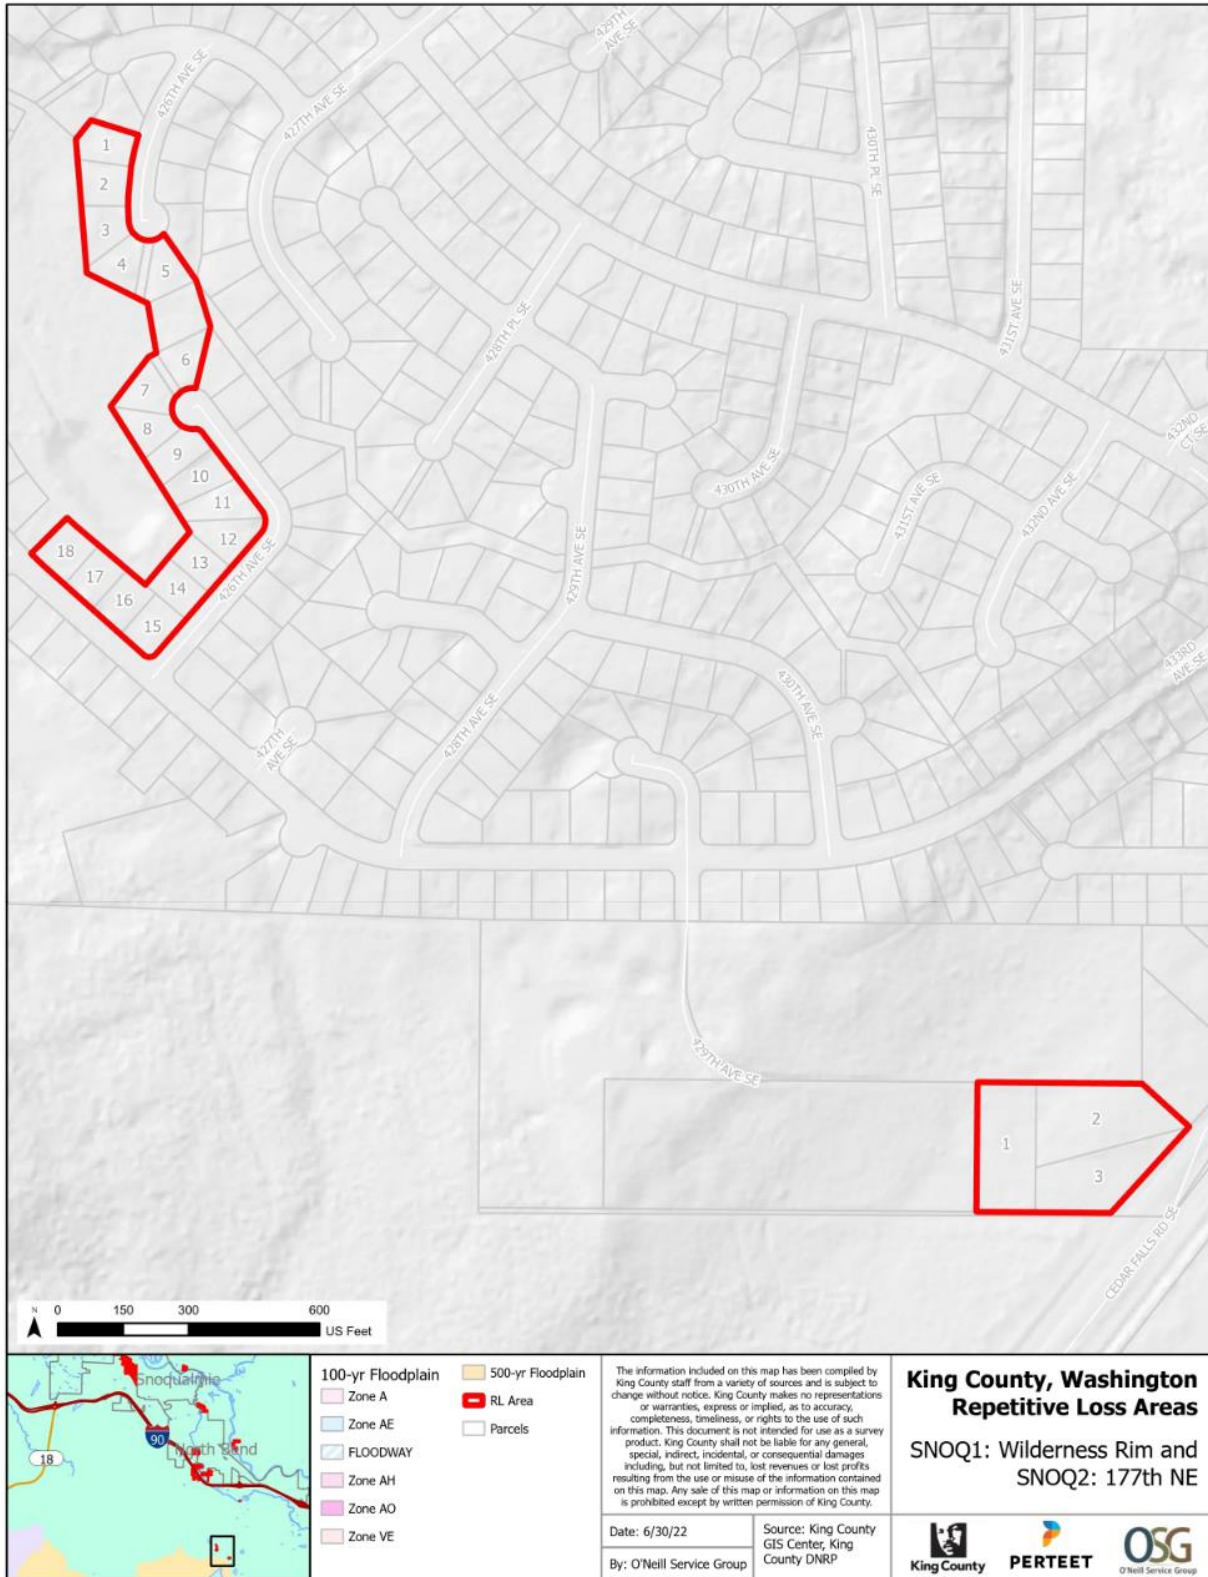 429TH
AVE SE
426TH AVE SE
427TH AVE SE
430TH PL SE
1
2
3
4
5
428TH PL SE
431ST AVE SE
6
7
8
9
10
11
12
13
14
15
16
17
18
426TH AVE SE
432ND
CT SE
430TH AVE SE
431ST AVE SE
432ND AVE SE
429TH AVE SE
433RD
AVE SE
430TH AVE SE
428TH AVE SE
427TH
AVE SE
429TH AVE SE
1
2
3
CEDAR FALLS RD SE
N
0 150 300 600
US Feet
Snoqualmie
90
North Bend
18
100-yr Floodplain
Zone A
Zone AE
FLOODWAY
Zone AH
Zone AO
Zone VE
500-yr Floodplain
RL Area
Parcels
The information included on this map has been compiled by
King County staff from a variety of sources and is subject to
change without notice. King County makes no representations
or warranties, express or implied, as to accuracy,
completeness, timeliness, or rights to the use of such
information. This document is not intended for use as a survey
product. King County shall not be liable for any general,
special, indirect, incidental, or consequential damages
including, but not limited to, lost revenues or lost profits
resulting from the use or misuse of the information contained
on this map. Any sale of this map or information on this map
is prohibited except by written permission of King County.
Date: 6/30/22
By: O'Neill Service Group
Source: King County
GIS Center, King
County DNRP
King County, Washington
Repetitive Loss Areas
SNOQ1: Wilderness Rim and
SNOQ2: 177th NE
King County
PERTEET
OSG
O'Neill Service Group